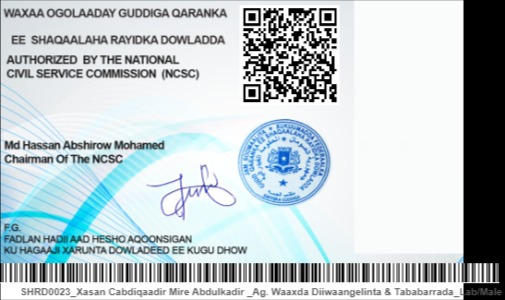 WAXAA OGOLAADAY GUDDIGA QARANKA
EE SHAQAALAHA RAYIDKA DOWLADDA
AUTHORIZED BY THE NATIONAL
CIVIL SERVICE COMMISSION (NCSC)
Md Hassan Abshirow Mohamed
Chairman Of The NCSC
F.G.
FADLAN HADII AAD HESHO AQOONSIGAN
KU HAGAAJI XARUNTA DOWLADEED EE KUGU DHOW
SHRD0023_Xasan Cabdiqaadir Mire Abdulkadir _Ag. Waaxda Diiwaangelinta & Tababarrada_Lab/Male